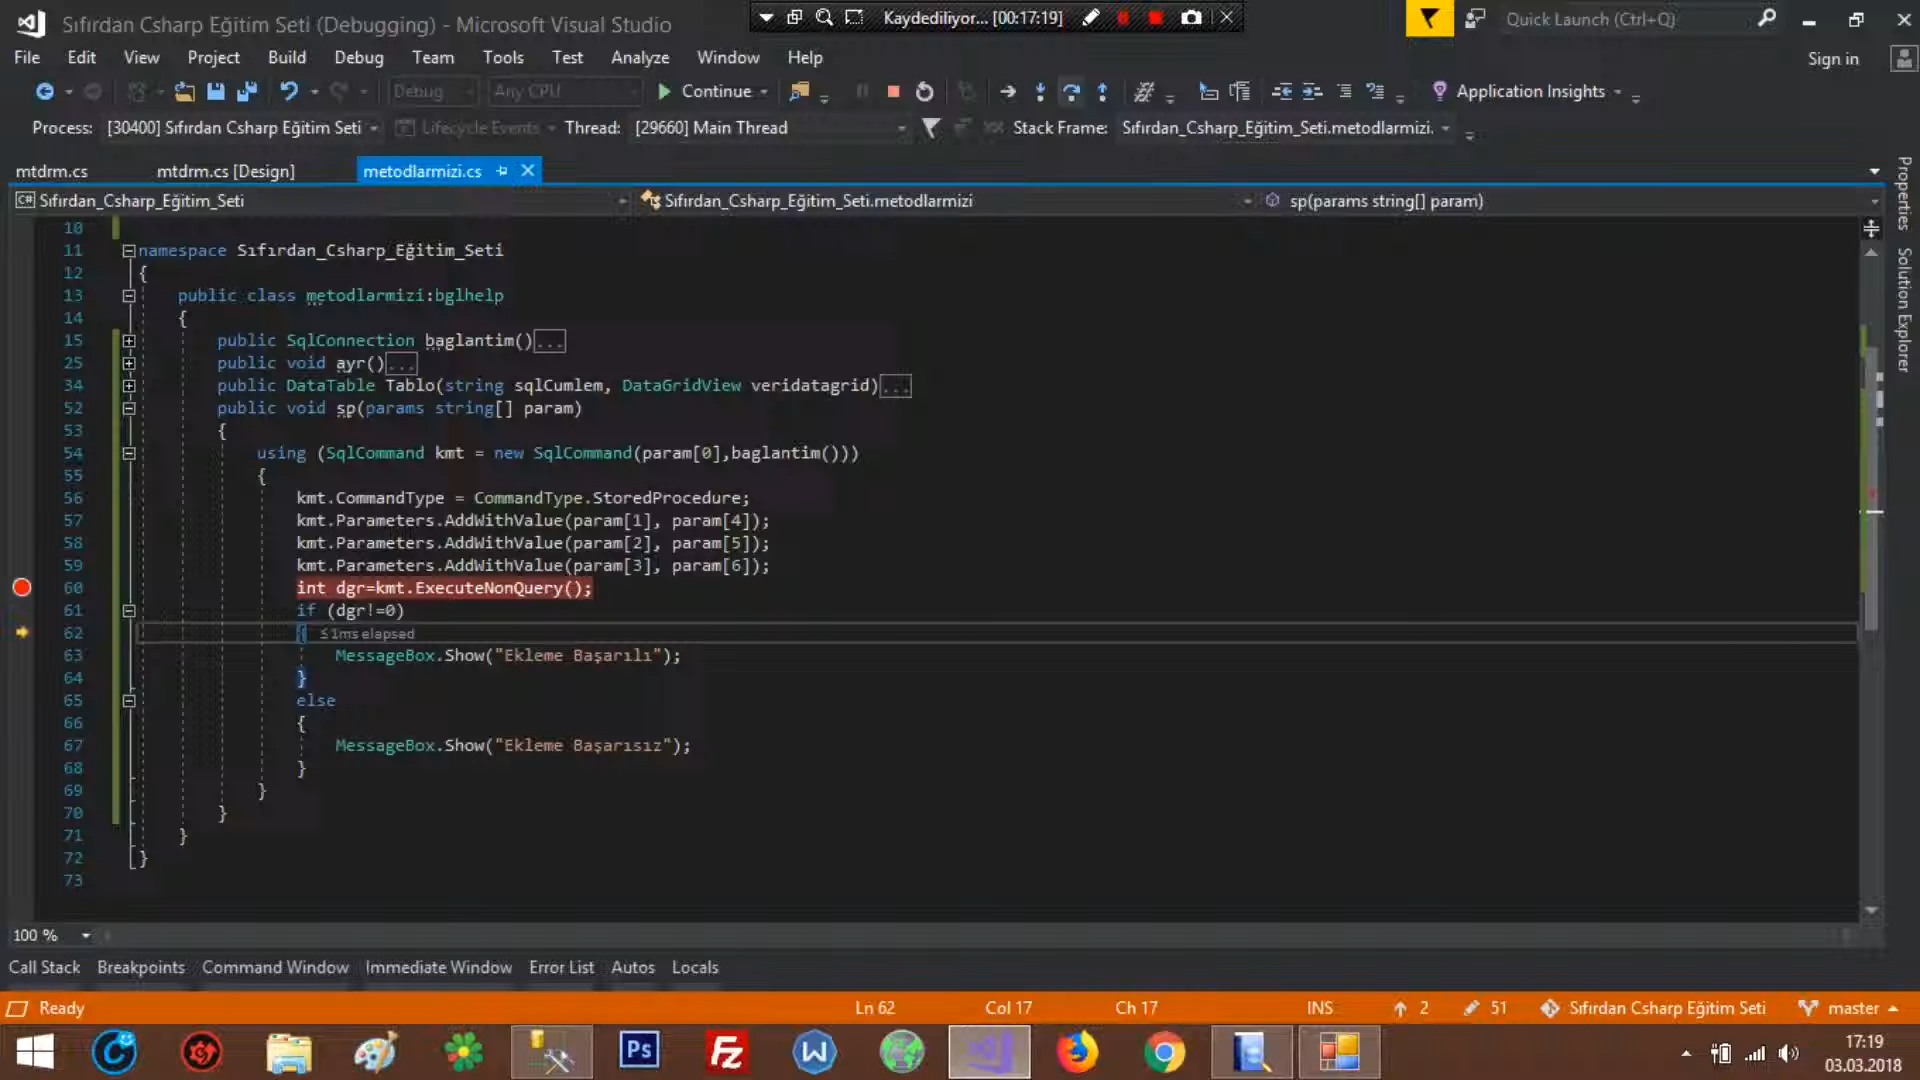 Sıfırdan Csharp Eğitim Seti (Debugging) - Microsoft Visual Studio
Kaydediliyor... [00:17:19]
Quick Launch (Ctrl+Q)
File Edit View Project Build Debug Team Tools Test Analyze Window Help
Sign in
Debug Any CPU Continue Application Insights
Process: [30400] Sıfırdan Csharp Eğitim Seti Lifecycle Events Thread: [29660] Main Thread Stack Frame: Sıfırdan_Csharp_Eğitim_Seti.metodlarmizi.
mtdrm.cs mtdrm.cs [Design] metodlarmizi.cs
C# Sıfırdan_Csharp_Eğitim_Seti Sıfırdan_Csharp_Eğitim_Seti.metodlarmizi sp(params string[] param)
Properties
Solution Explorer
10
11 namespace Sıfırdan_Csharp_Eğitim_Seti
12 {
13 public class metodlarmizi:bglhelp
14 {
15 public SqlConnection baglantim()...
25 public void ayr()...
34 public DataTable Tablo(string sqlCumlem, DataGridView veridatagrid)...
52 public void sp(params string[] param)
53 {
54 using (SqlCommand kmt = new SqlCommand(param[0],baglantim()))
55 {
56 kmt.CommandType = CommandType.StoredProcedure;
57 kmt.Parameters.AddWithValue(param[1], param[4]);
58 kmt.Parameters.AddWithValue(param[2], param[5]);
59 kmt.Parameters.AddWithValue(param[3], param[6]);
60 int dgr=kmt.ExecuteNonQuery();
61 if (dgr!=0)
62 { ≤1ms elapsed
63 MessageBox.Show("Ekleme Başarılı");
64 }
65 else
66 {
67 MessageBox.Show("Ekleme Başarısız");
68 }
69 }
70 }
71 }
72 }
73
100 %
Call Stack Breakpoints Command Window Immediate Window Error List Autos Locals
Ready Ln 62 Col 17 Ch 17 INS 2 51 Sıfırdan Csharp Eğitim Seti master
Ps Fz W
17:19
03.03.2018